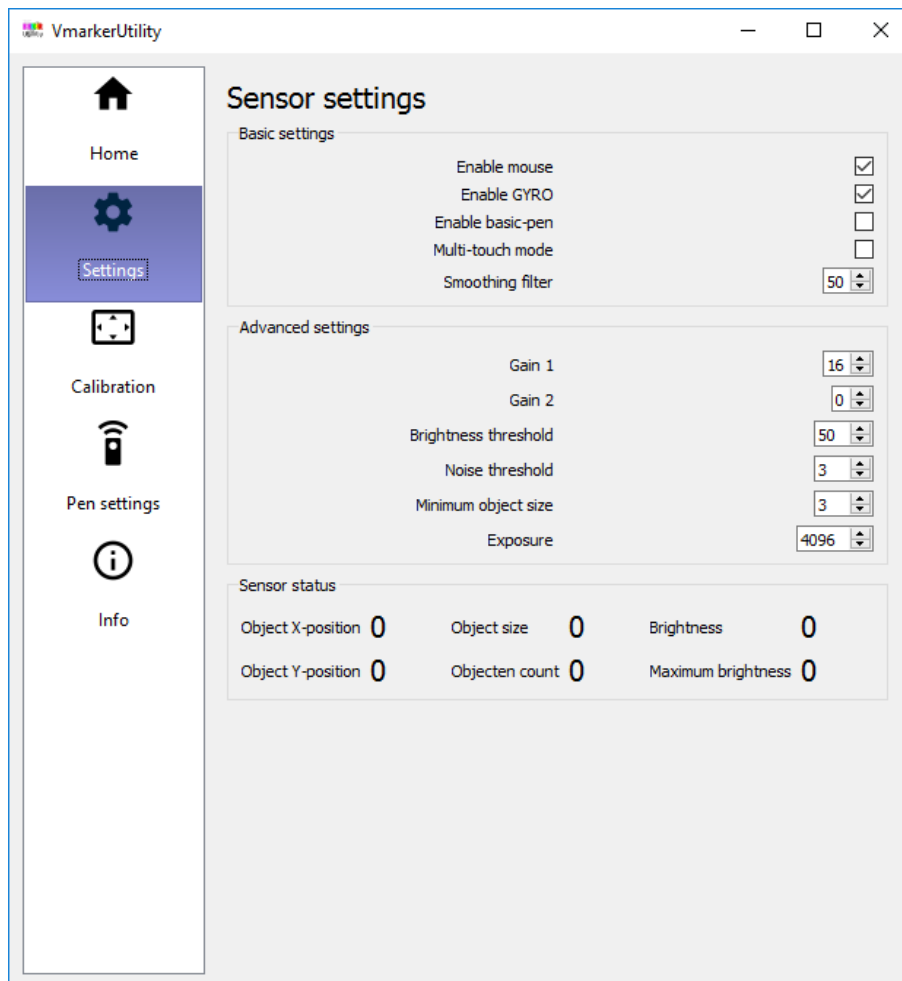 VmarkerUtility
Home
Settings
Calibration
Pen settings
Info
Sensor settings
Basic settings
Enable mouse
Enable GYRO
Enable basic-pen
Multi-touch mode
Smoothing filter 50
Advanced settings
Gain 1 16
Gain 2 0
Brightness threshold 50
Noise threshold 3
Minimum object size 3
Exposure 4096
Sensor status
Object X-position 0 Object size 0 Brightness 0
Object Y-position 0 Objecten count 0 Maximum brightness 0